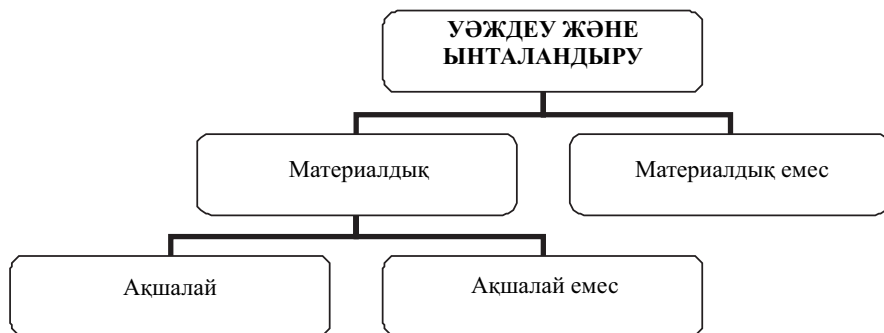 УӘЖДЕУ ЖӘНЕ
ЫНТАЛАНДЫРУ
Материалдық
Материалдық емес
Ақшалай
Ақшалай емес